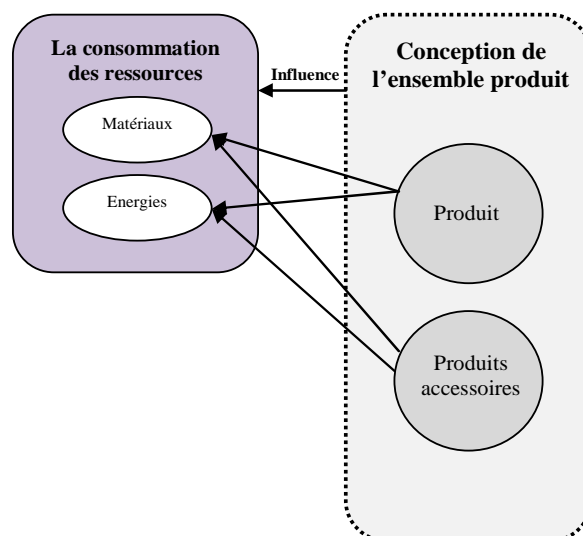 La consommation
des ressources
Matériaux
Energies
Influence
Conception de
l’ensemble produit
Produit
Produits
accessoires